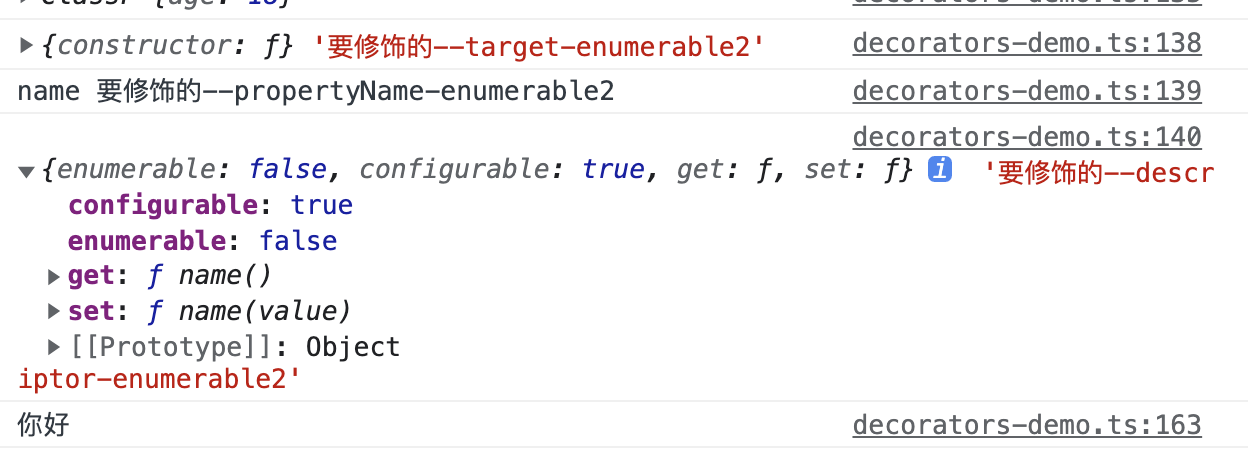 ▶{constructor: ƒ} '要修饰的--target-enumerable2' decorators-demo.ts:138
name 要修饰的--propertyName-enumerable2 decorators-demo.ts:139
decorators-demo.ts:140
▼{enumerable: false, configurable: true, get: ƒ, set: ƒ} i '要修饰的--descr
configurable: true
enumerable: false
▶get: ƒ name()
▶set: ƒ name(value)
▶[[Prototype]]: Object
iptor-enumerable2'
你好 decorators-demo.ts:163